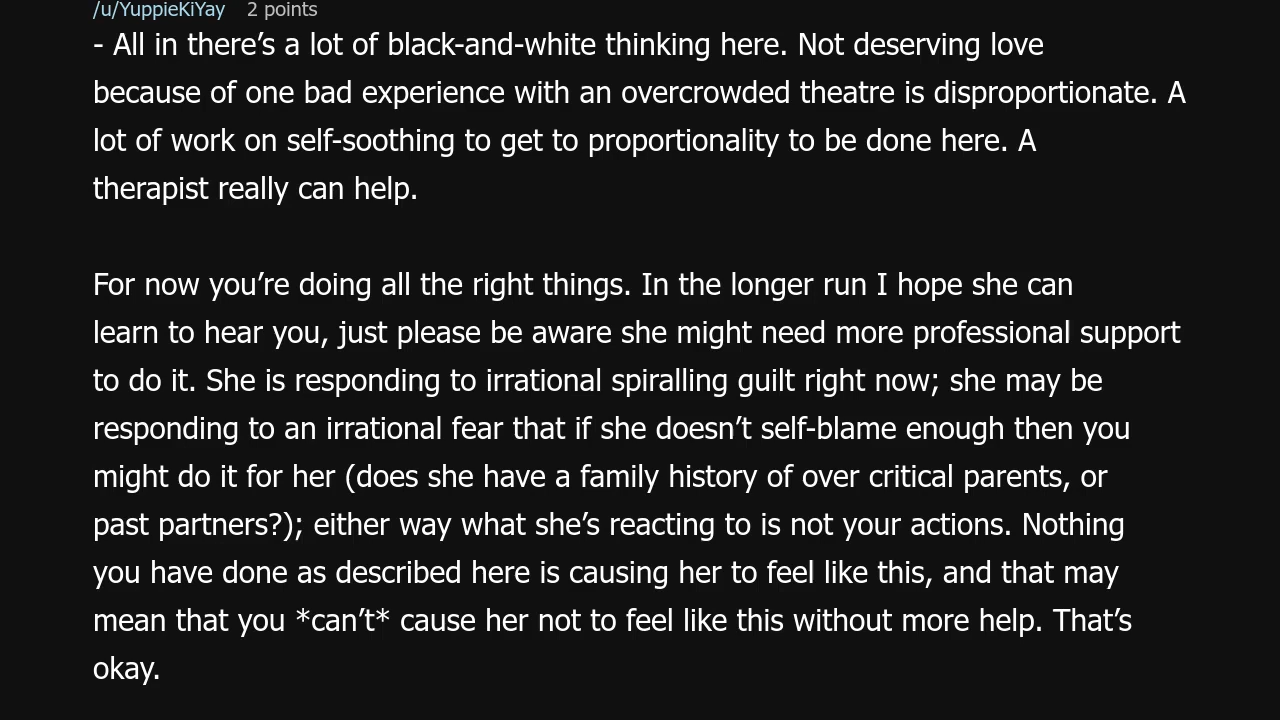 /u/YuppieKiYay 2 points
- All in there’s a lot of black-and-white thinking here. Not deserving love
because of one bad experience with an overcrowded theatre is disproportionate. A
lot of work on self-soothing to get to proportionality to be done here. A
therapist really can help.
For now you’re doing all the right things. In the longer run I hope she can
learn to hear you, just please be aware she might need more professional support
to do it. She is responding to irrational spiralling guilt right now; she may be
responding to an irrational fear that if she doesn’t self-blame enough then you
might do it for her (does she have a family history of over critical parents, or
past partners?); either way what she’s reacting to is not your actions. Nothing
you have done as described here is causing her to feel like this, and that may
mean that you *can’t* cause her not to feel like this without more help. That’s
okay.